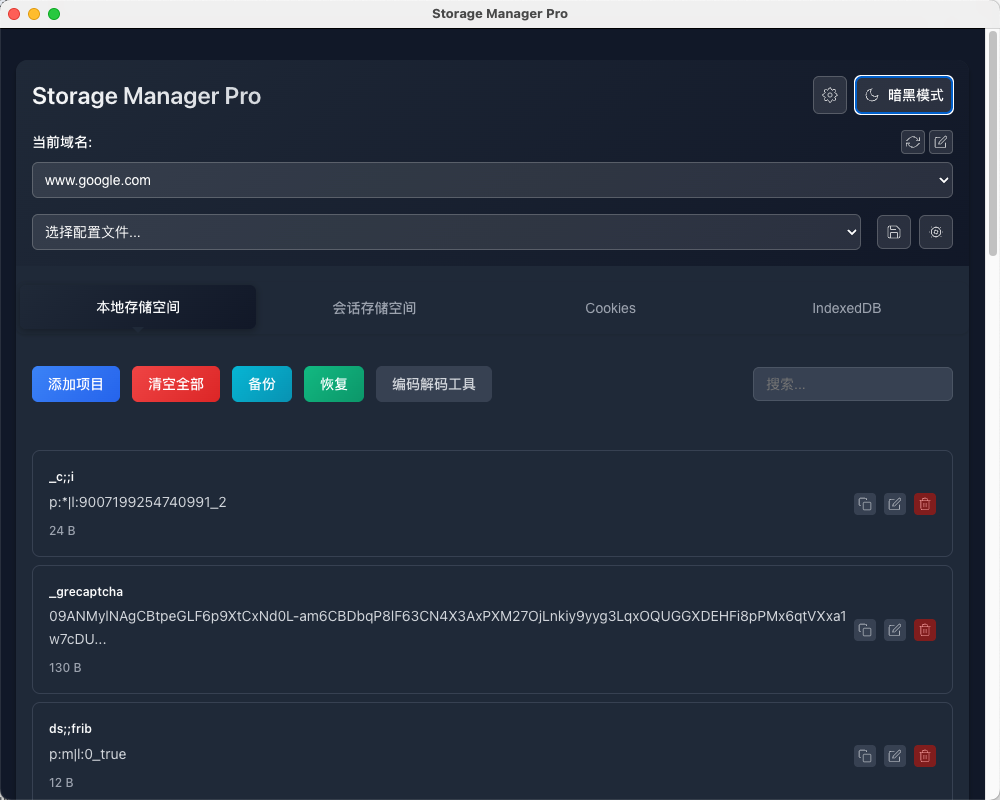 Storage Manager Pro
Storage Manager Pro
暗黑模式
当前域名:
www.google.com
选择配置文件...
本地存储空间
会话存储空间
Cookies
IndexedDB
添加项目
清空全部
备份
恢复
编码解码工具
搜索...
_c;;i
p:*|l:9007199254740991_2
24 B
_grecaptcha
09ANMylNAgCBtpeGLF6p9XtCxNd0L-am6CBDbqP8lF63CN4X3AxPXM27OjLnkiy9yyg3LqxOQUGGXDEHFi8pPMx6qtVXxa1
w7cDU...
130 B
ds;;frib
p:m|l:0_true
12 B